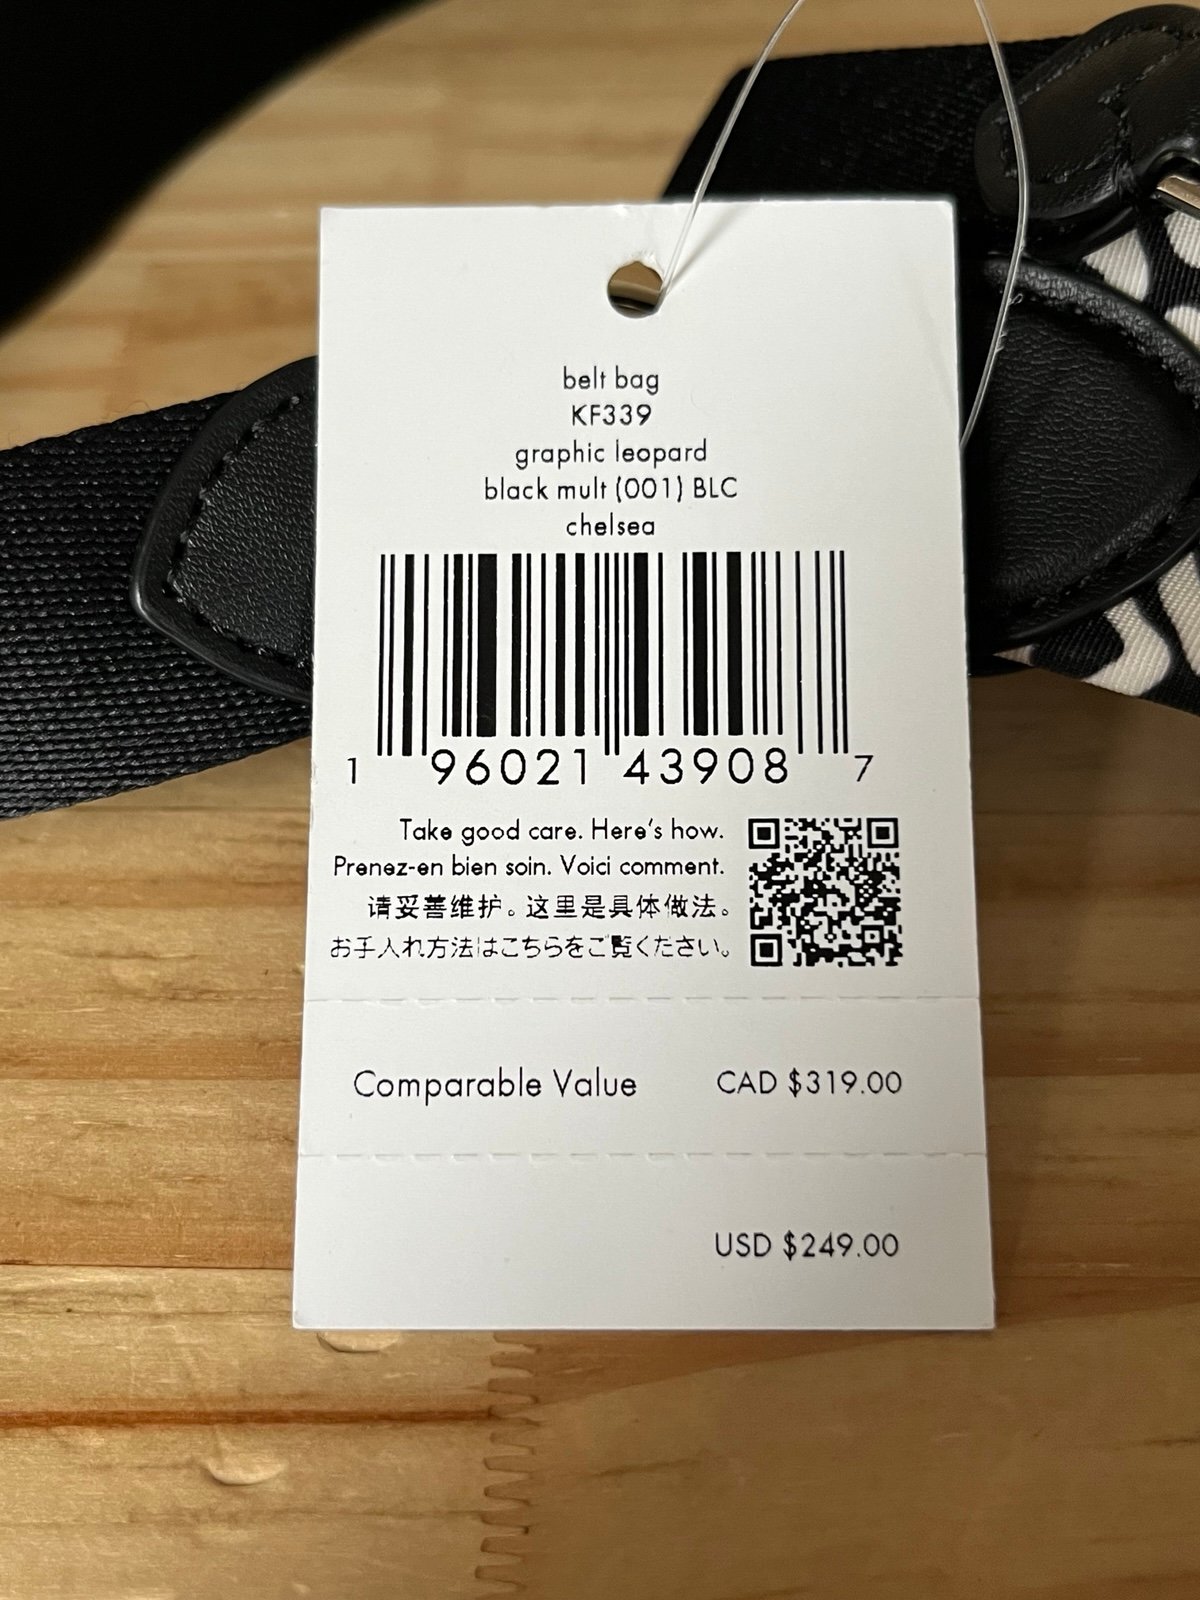 belt bag
KF339
graphic leopard
black mult (001) BLC
chelsea
1 96021 43908 7
Take good care. Here's how.
Prenez-en bien soin. Voici comment.
请妥善维护。这里是具体做法。
お手入れ方法はこちらをご覧ください。
Comparable Value CAD $319.00
USD $249.00